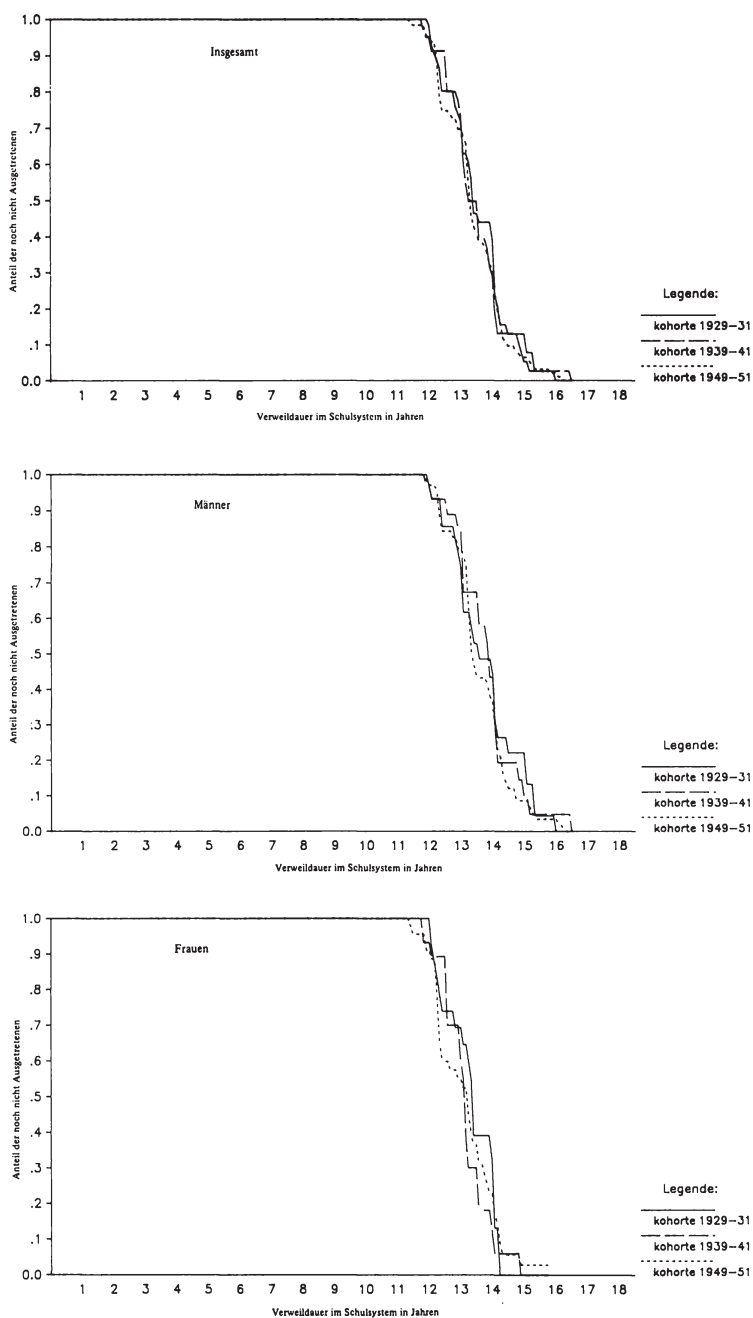 Insgesamt
Anteil der noch nicht Ausgetretenen
1.0
.9
.8
.7
.6
.5
.4
.3
.2
.1
0.0
1 2 3 4 5 6 7 8 9 10 11 12 13 14 15 16 17 18
Verweildauer im Schulsystem in Jahren
Legende:
kohorte 1929-31
kohorte 1939-41
kohorte 1949-51
Männer
Anteil der noch nicht Ausgetretenen
1.0
.9
.8
.7
.6
.5
.4
.3
.2
.1
0.0
1 2 3 4 5 6 7 8 9 10 11 12 13 14 15 16 17 18
Verweildauer im Schulsystem in Jahren
Legende:
kohorte 1929-31
kohorte 1939-41
kohorte 1949-51
Frauen
Anteil der noch nicht Ausgetretenen
1.0
.9
.8
.7
.6
.5
.4
.3
.2
.1
0.0
1 2 3 4 5 6 7 8 9 10 11 12 13 14 15 16 17 18
Verweildauer im Schulsystem in Jahren
Legende:
kohorte 1929-31
kohorte 1939-41
kohorte 1949-51